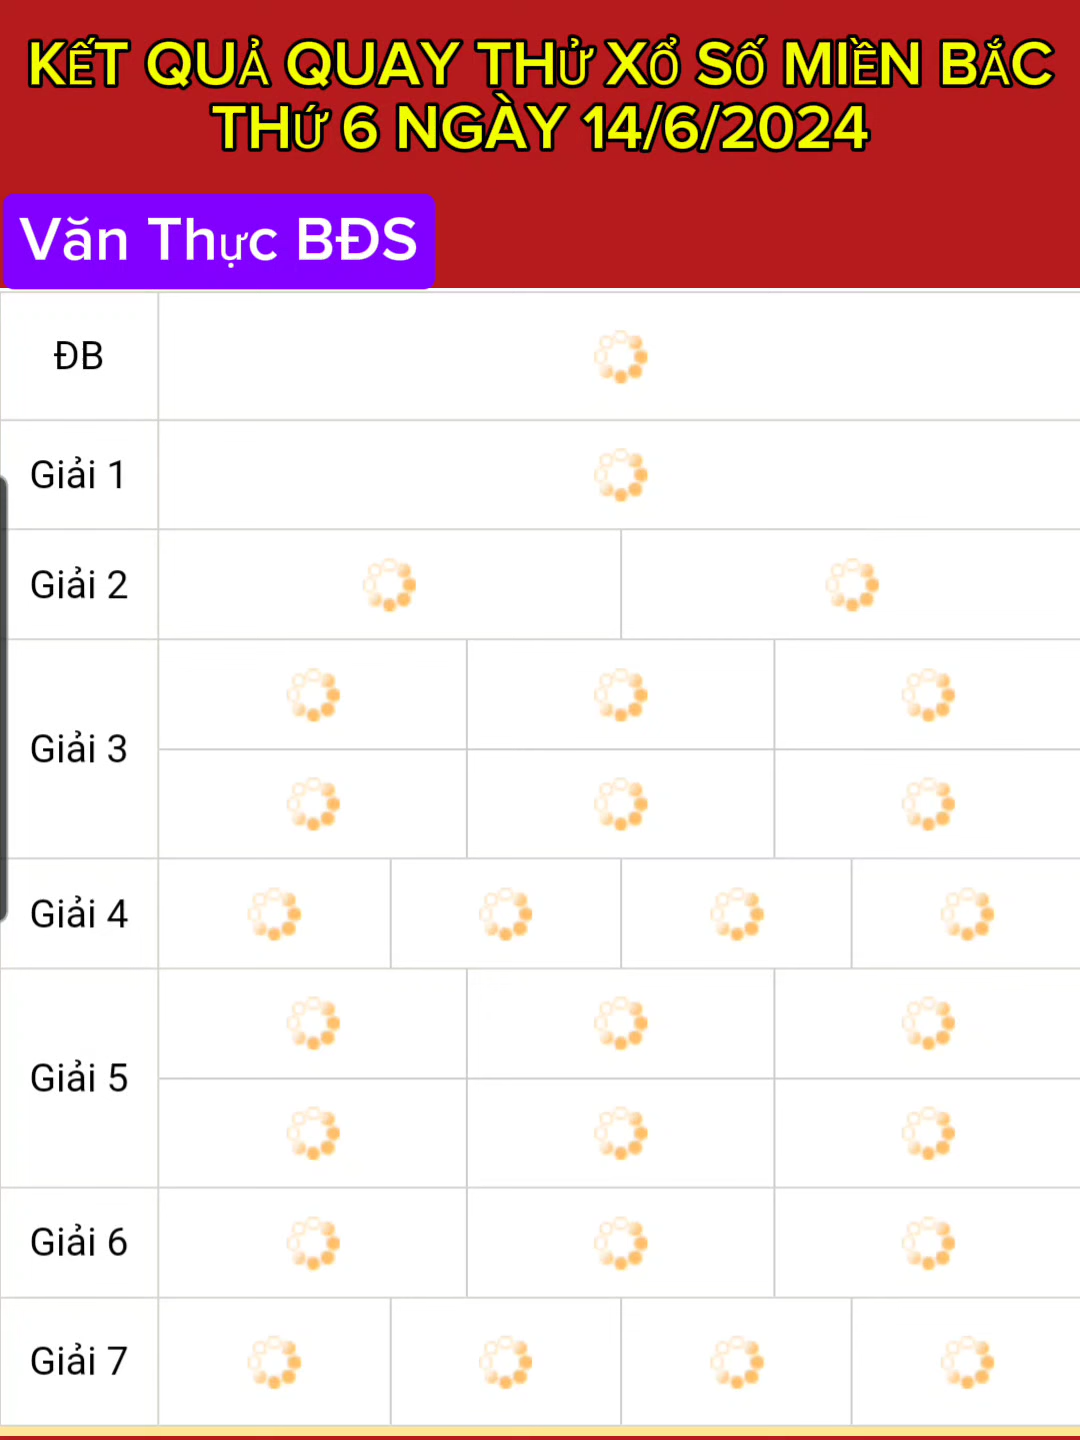 KẾT QUẢ QUAY THỬ XỔ SỐ MIỀN BẮC
THỨ 6 NGÀY 14/6/2024
Văn Thực BĐS
ĐB
Giải 1
Giải 2
Giải 3
Giải 4
Giải 5
Giải 6
Giải 7